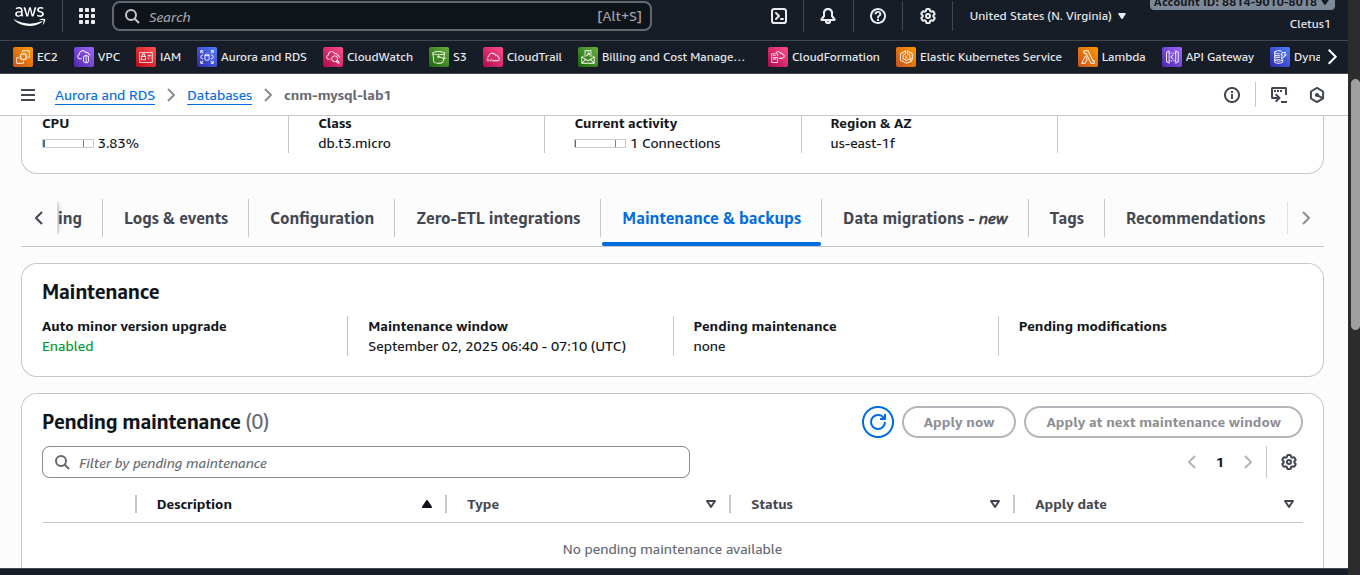 aws
Search [Alt+S] United States (N. Virginia) Account ID: 8814-9010-8018 Cletus1
EC2 VPC IAM Aurora and RDS CloudWatch S3 CloudTrail Billing and Cost Manage... CloudFormation Elastic Kubernetes Service Lambda API Gateway Dyna
Aurora and RDS Databases cnm-mysql-lab1
CPU Class Current activity Region & AZ
3.83% db.t3.micro 1 Connections us-east-1f
ing Logs & events Configuration Zero-ETL integrations Maintenance & backups Data migrations - new Tags Recommendations
Maintenance
Auto minor version upgrade Maintenance window Pending maintenance Pending modifications
Enabled September 02, 2025 06:40 - 07:10 (UTC) none
Pending maintenance (0) Apply now Apply at next maintenance window
Filter by pending maintenance 1
Description Type Status Apply date
No pending maintenance available